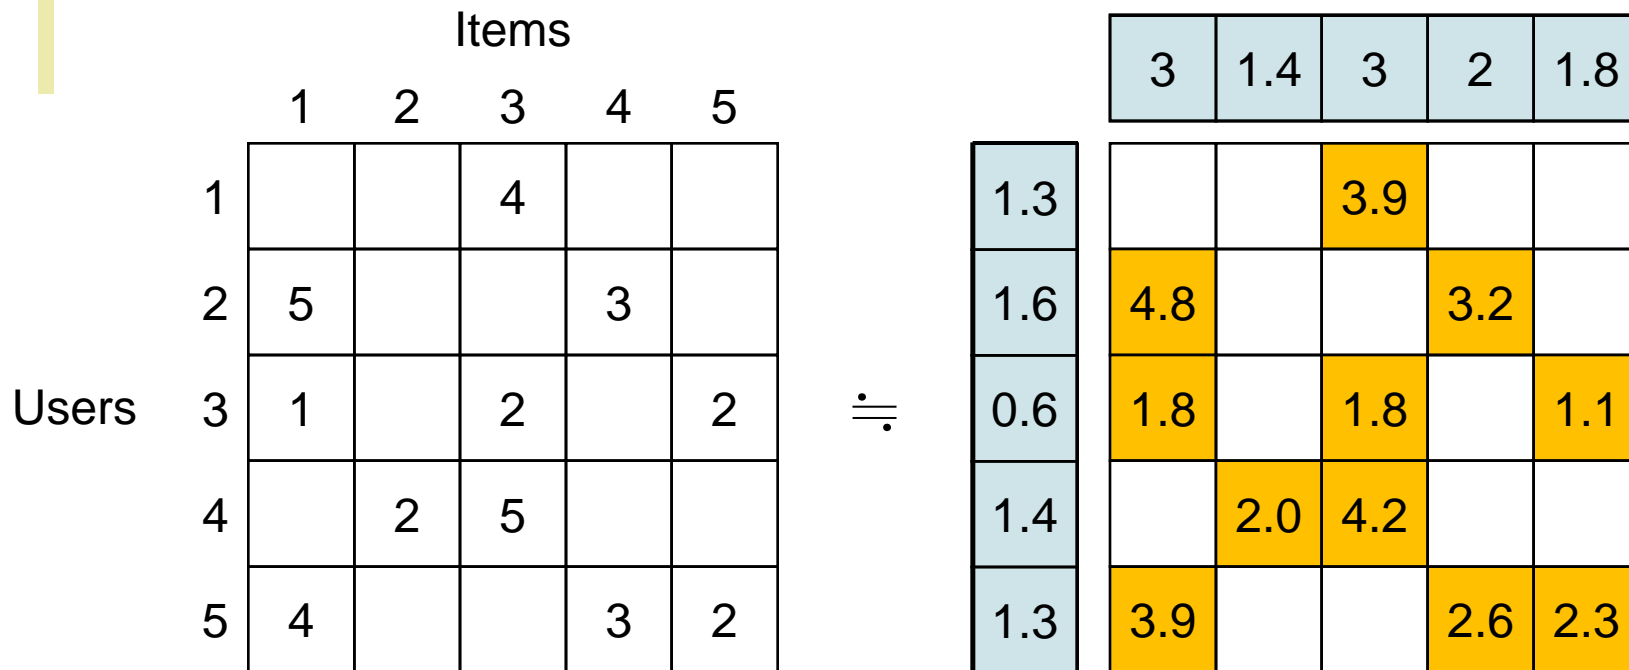 Items
3 1.4 3 2 1.8
1 2 3 4 5
1 4 1.3 3.9
2 5 3 1.6 4.8 3.2
Users 3 1 2 2 ≒ 0.6 1.8 1.8 1.1
4 2 5 1.4 2.0 4.2
5 4 3 2 1.3 3.9 2.6 2.3